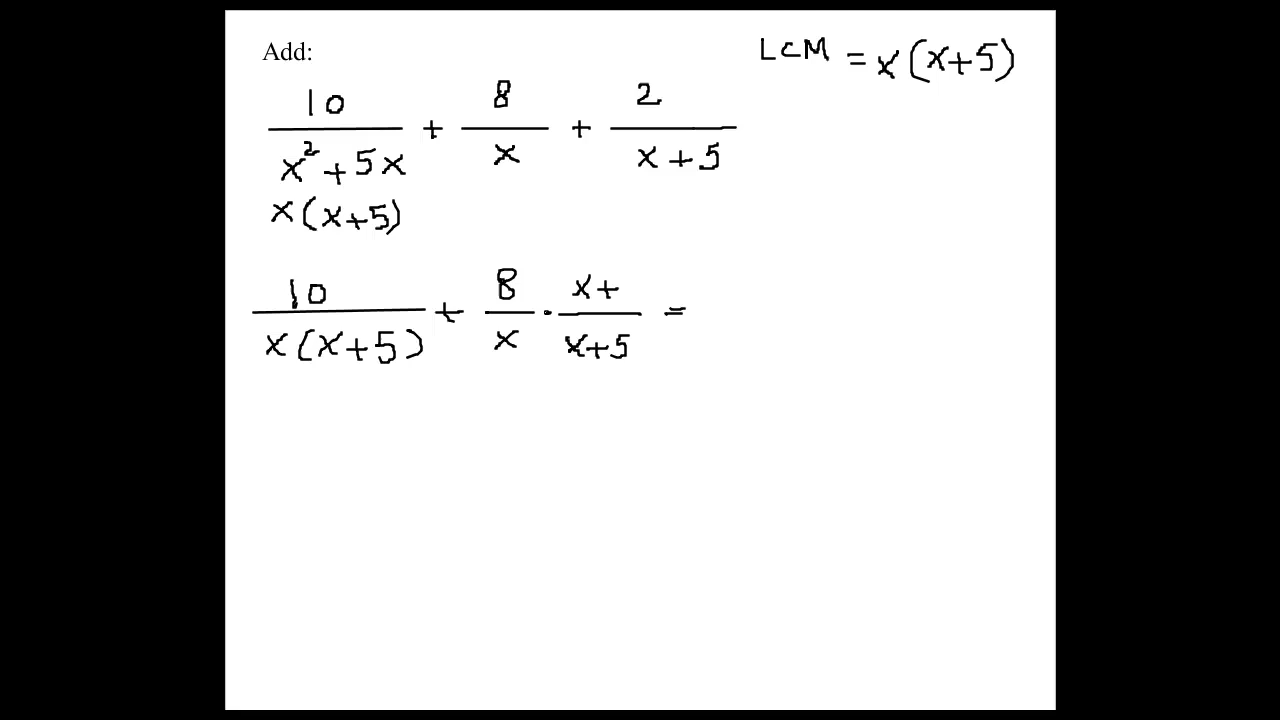 Add:
LCM = x(x+5)
10/(x²+5x) + 8/x + 2/(x+5)
x(x+5)
10/(x(x+5)) + 8/x · (x+)/(x+5) =